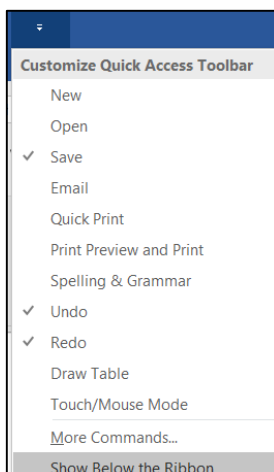 Customize Quick Access Toolbar
New
Open
Save
Email
Quick Print
Print Preview and Print
Spelling & Grammar
Undo
Redo
Draw Table
Touch/Mouse Mode
More Commands...
Show Below the Ribbon